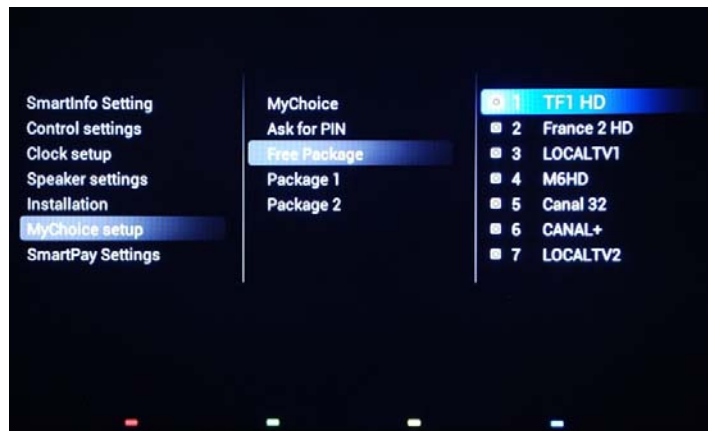 SmartInfo Setting
Control settings
Clock setup
Speaker settings
Installation
MyChoice setup
SmartPay Settings
MyChoice
Ask for PIN
Free Package
Package 1
Package 2
1 TF1 HD
2 France 2 HD
3 LOCALTV1
4 M6HD
5 Canal 32
6 CANAL+
7 LOCALTV2